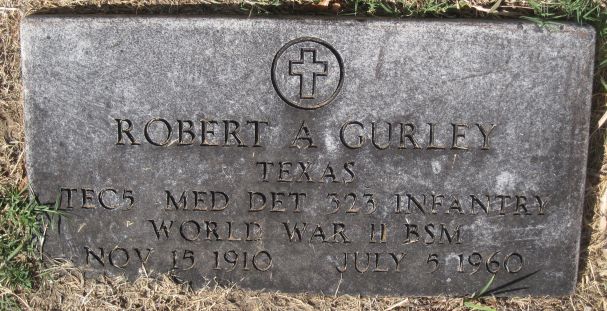 ROBERT A GURLEY
TEXAS
TEC5 MED DET 323 INFANTRY
WORLD WAR II BSM
NOV 15 1910 JULY 5 1960